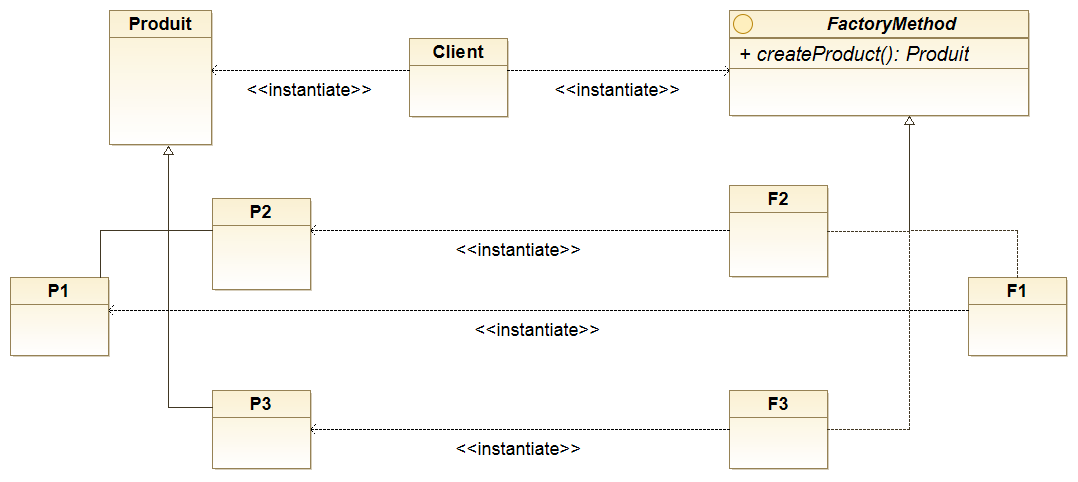 Produit
Client
FactoryMethod
+ createProduct(): Produit
<<instantiate>>
<<instantiate>>
P2
F2
<<instantiate>>
P1
F1
<<instantiate>>
P3
F3
<<instantiate>>